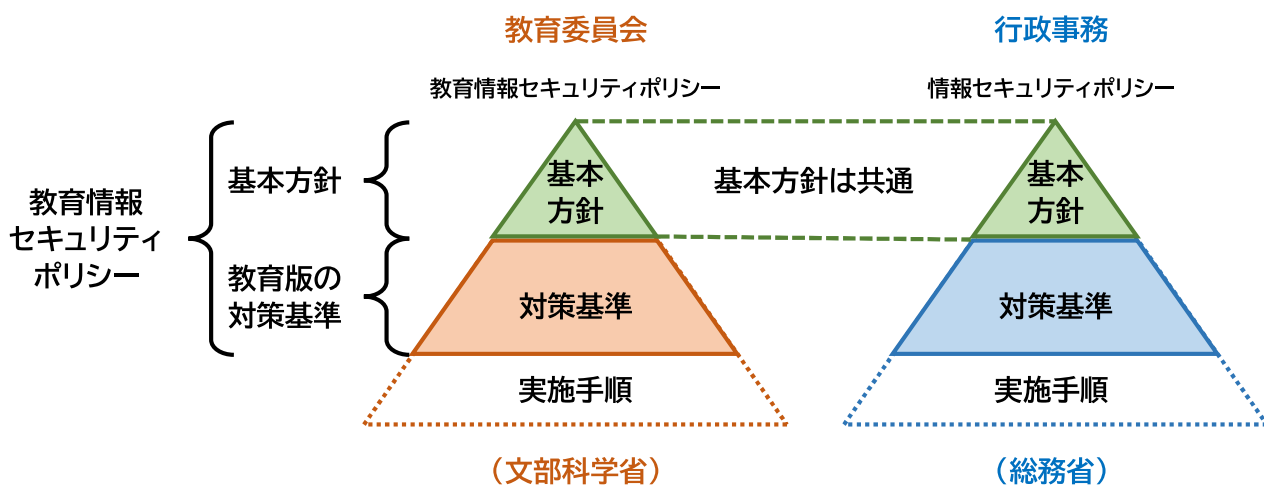 教育委員会
行政事務
教育情報セキュリティポリシー
情報セキュリティポリシー
教育情報
セキュリティ
ポリシー
基本方針
教育版の
対策基準
基本
方針
基本方針は共通
基本
方針
対策基準
対策基準
実施手順
実施手順
（文部科学省）
（総務省）